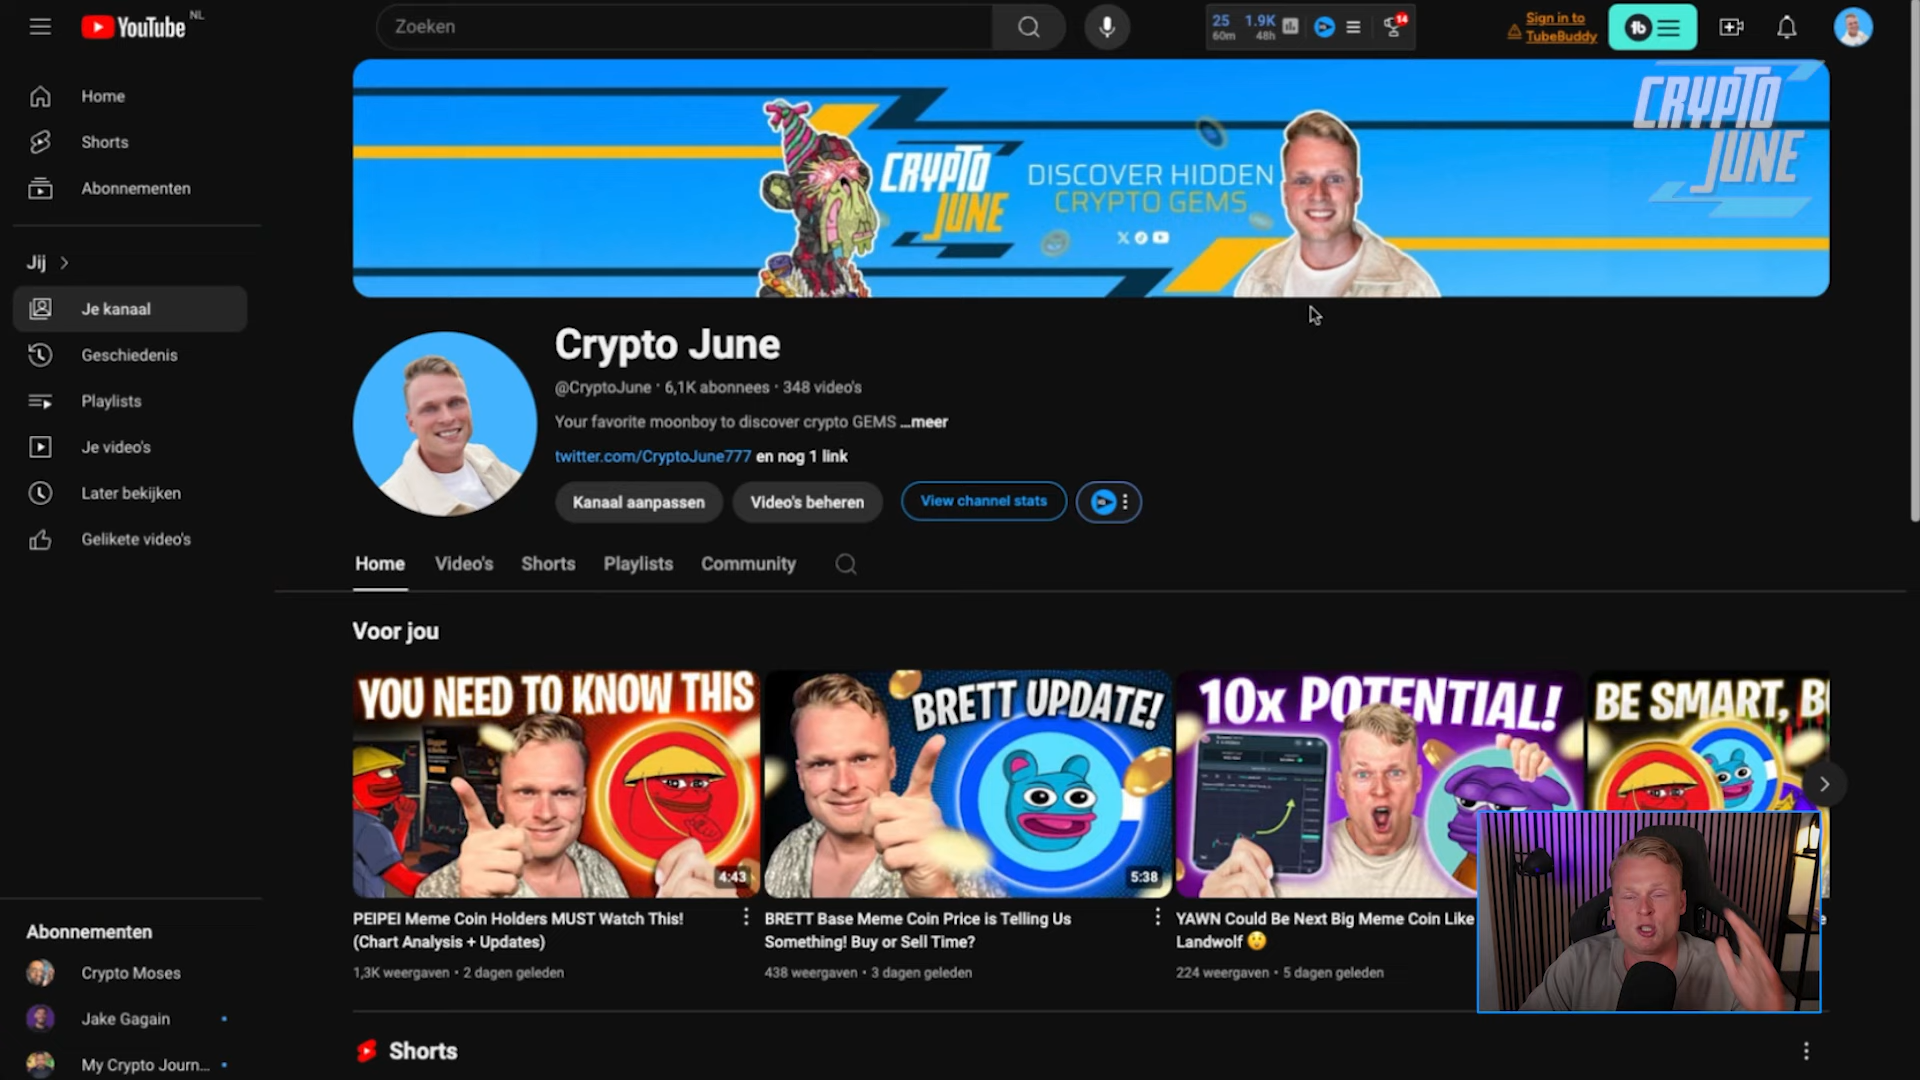 YouTube NL
Zoeken
25 1.9K
60m 48h
14
Sign in to
TubeBuddy
Home
Shorts
Abonnementen
Jij
Je kanaal
Geschiedenis
Playlists
Je video's
Later bekijken
Gelikete video's
Abonnementen
Crypto Moses
Jake Gagain
My Crypto Journ...
CRYPTO
JUNE
DISCOVER HIDDEN
CRYPTO GEMS
CRYPTO
JUNE
Crypto June
@CryptoJune · 6,1K abonnees · 348 video's
Your favorite moonboy to discover crypto GEMS ...meer
twitter.com/CryptoJune777 en nog 1 link
Kanaal aanpassen
Video's beheren
View channel stats
Home Video's Shorts Playlists Community
Voor jou
YOU NEED TO KNOW THIS
4:43
BRETT UPDATE!
5:38
10x POTENTIAL!
BE SMART, B
PEIPEI Meme Coin Holders MUST Watch This!
(Chart Analysis + Updates)
1,3K weergaven · 2 dagen geleden
BRETT Base Meme Coin Price is Telling Us
Something! Buy or Sell Time?
438 weergaven · 3 dagen geleden
YAWN Could Be Next Big Meme Coin Like
Landwolf
224 weergaven · 5 dagen geleden
Shorts